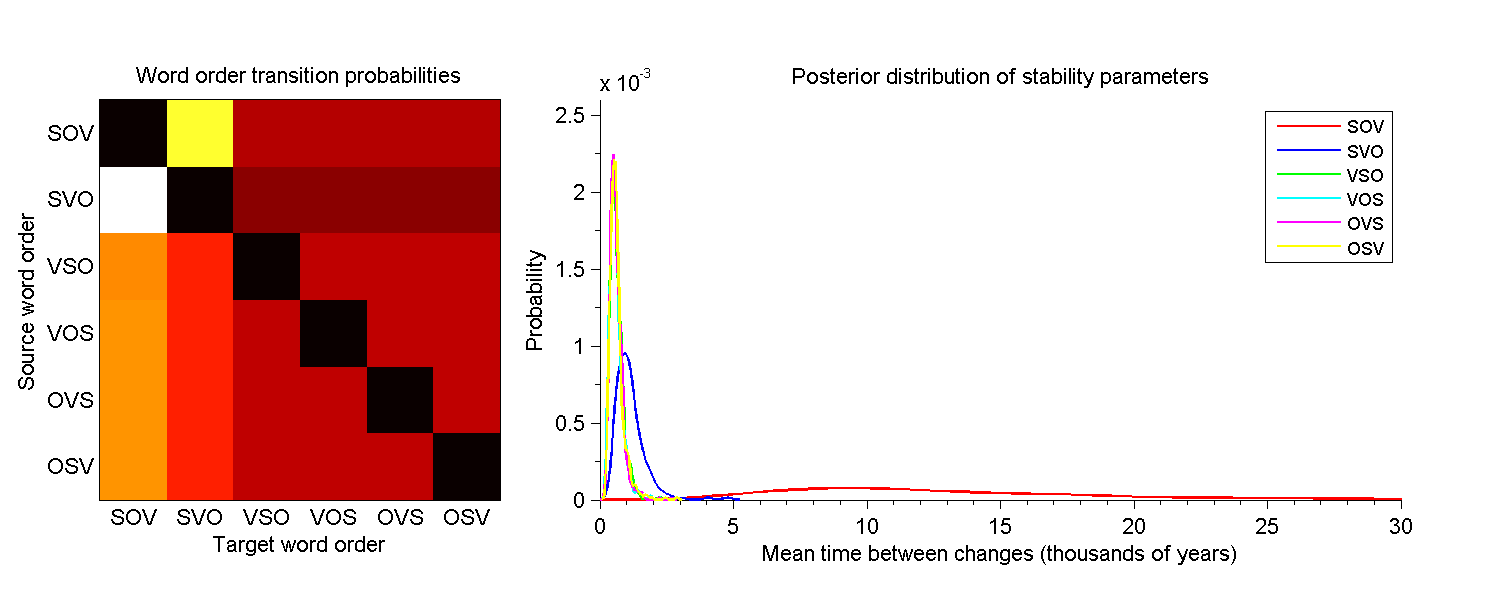 Word order transition probabilities
SOV
SVO
VSO
VOS
OVS
OSV
Source word order
SOV SVO VSO VOS OVS OSV
Target word order
Posterior distribution of stability parameters
x 10-3
2.5
2
1.5
1
0.5
0
Probability
0 5 10 15 20 25 30
Mean time between changes (thousands of years)
SOV
SVO
VSO
VOS
OVS
OSV